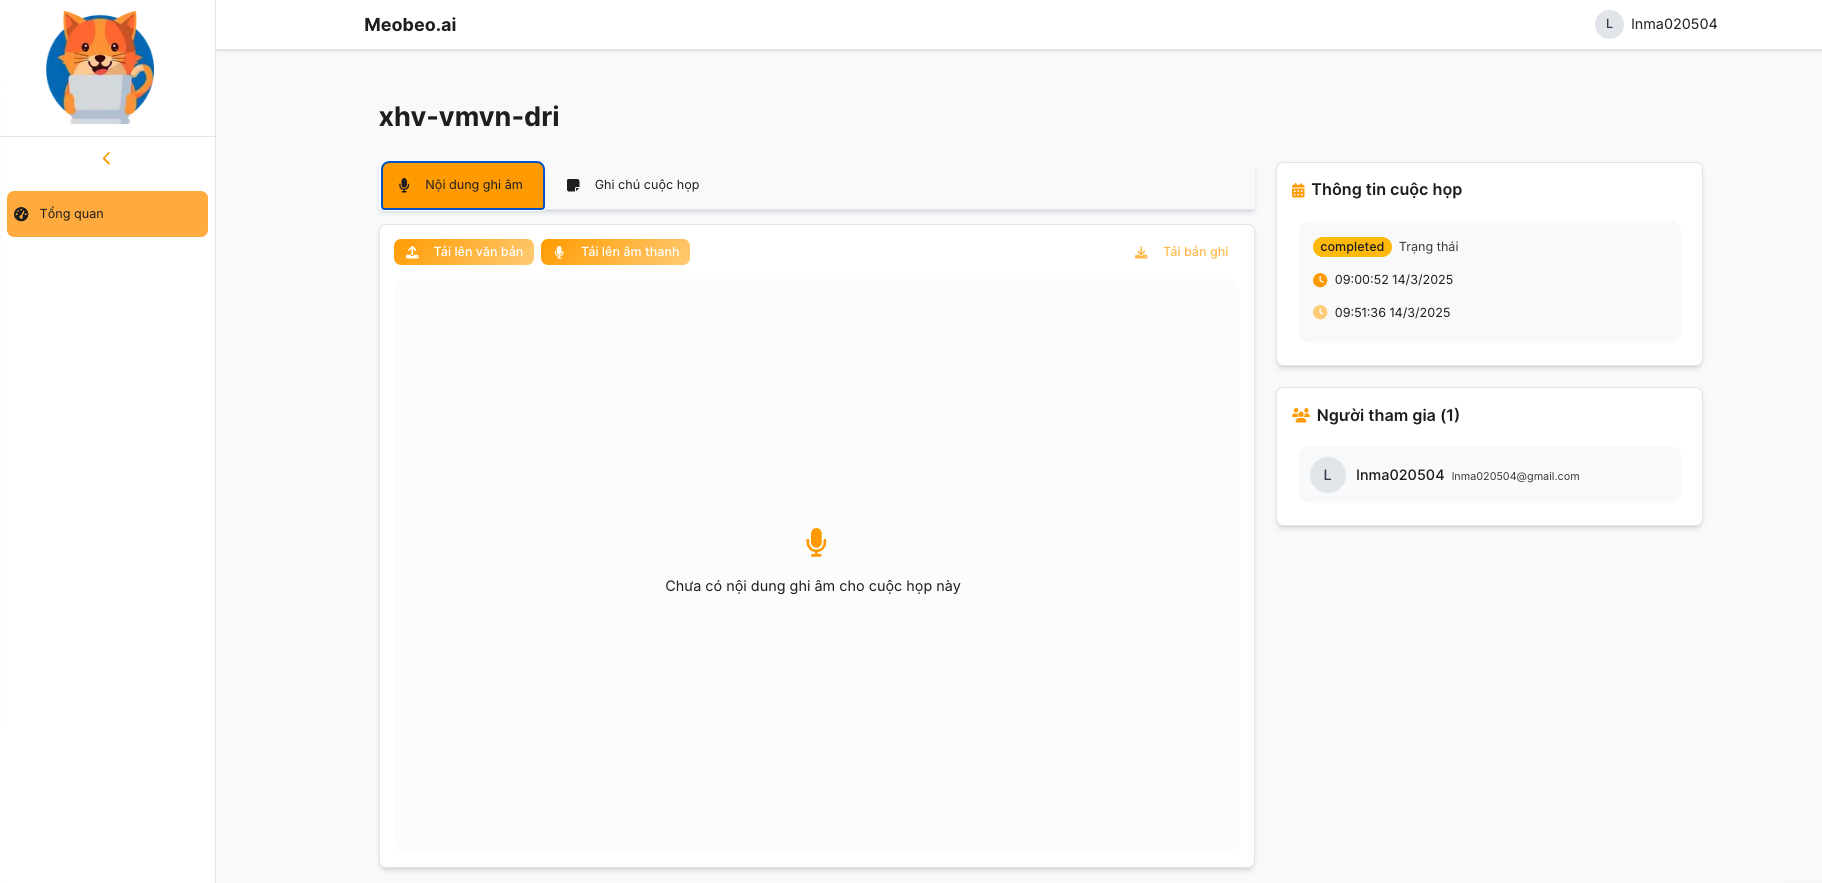 Meobeo.ai
L
lnma020504
Tổng quan
xhv-vmvn-dri
Nội dung ghi âm
Ghi chú cuộc họp
Tải lên văn bản
Tải lên âm thanh
Tải bản ghi
Chưa có nội dung ghi âm cho cuộc họp này
Thông tin cuộc họp
completed Trạng thái
09:00:52 14/3/2025
09:51:36 14/3/2025
Người tham gia (1)
L
lnma020504 lnma020504@gmail.com